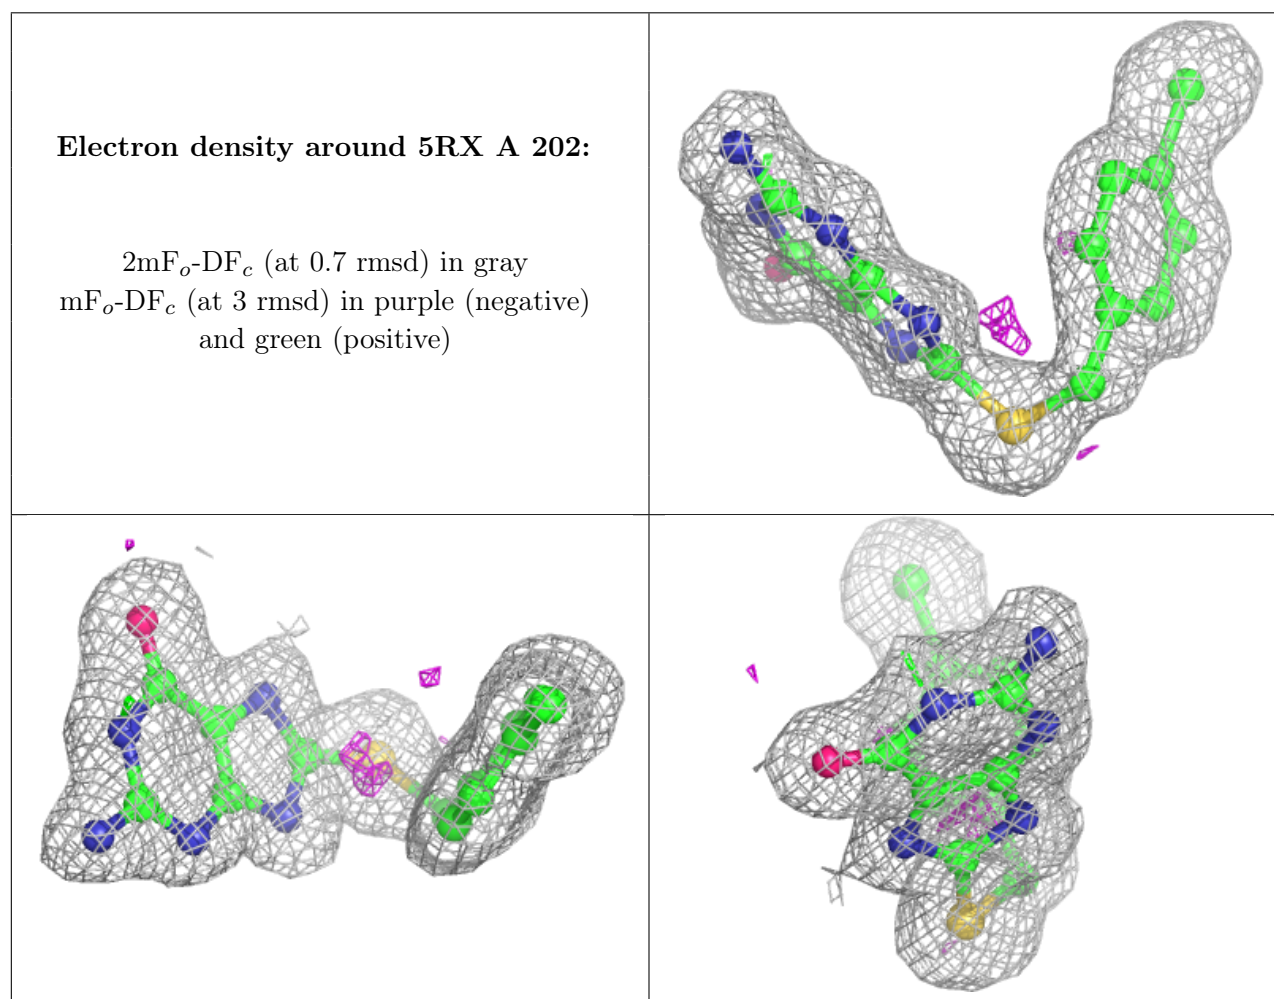 Electron density around 5RX A 202:
2mFo-DFc (at 0.7 rmsd) in gray
mFo-DFc (at 3 rmsd) in purple (negative)
and green (positive)